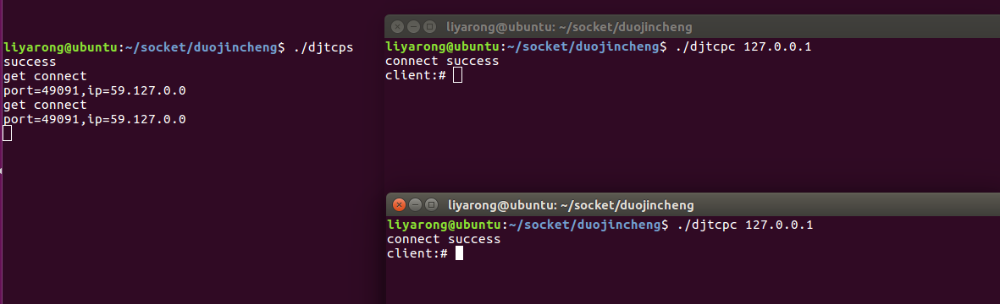 liyarong@ubuntu:~/socket/duojincheng$ ./djtcps
success
get connect
port=49091,ip=59.127.0.0
get connect
port=49091,ip=59.127.0.0
liyarong@ubuntu: ~/socket/duojincheng
liyarong@ubuntu:~/socket/duojincheng$ ./djtcpc 127.0.0.1
connect success
client:#
liyarong@ubuntu: ~/socket/duojincheng
liyarong@ubuntu:~/socket/duojincheng$ ./djtcpc 127.0.0.1
connect success
client:#